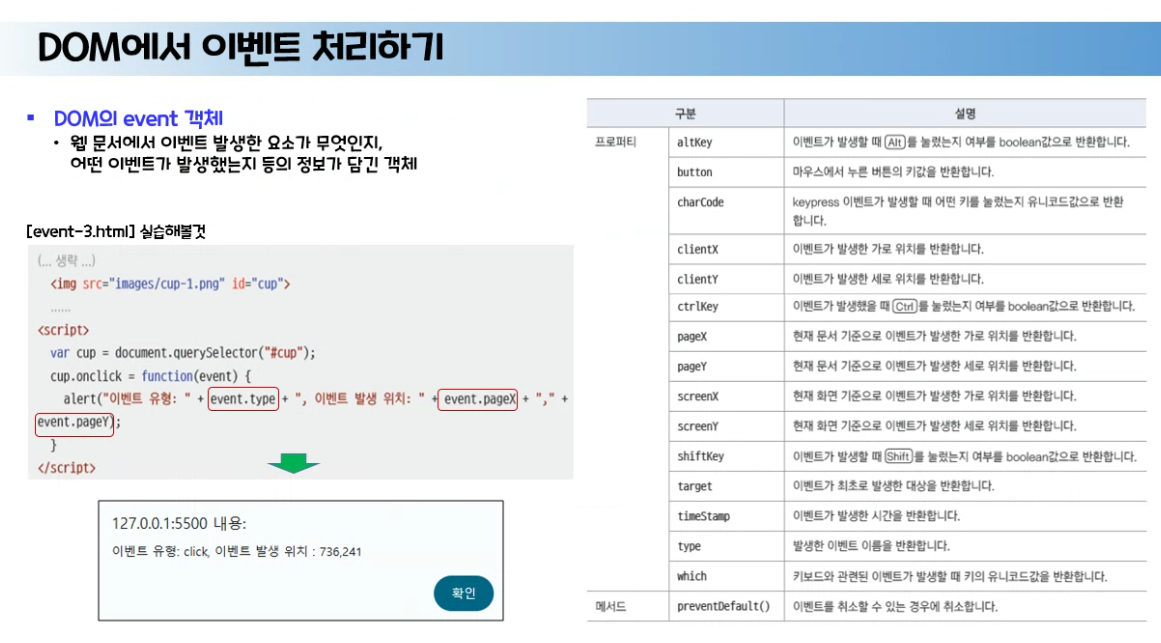 DOM에서 이벤트 처리하기
▪ DOM의 event 객체
• 웹 문서에서 이벤트 발생한 요소가 무엇인지,
어떤 이벤트가 발생했는지 등의 정보가 담긴 객체
[event-3.html] 실습해볼것
(... 생략 ...)
<img src="images/cup-1.png" id="cup">
......
<script>
var cup = document.querySelector("#cup");
cup.onclick = function(event) {
alert("이벤트 유형: " + event.type + ", 이벤트 발생 위치: " + event.pageX + "," +
event.pageY);
}
</script>
127.0.0.1:5500 내용:
이벤트 유형: click, 이벤트 발생 위치 : 736,241
확인
구분 설명
프로퍼티 altKey 이벤트가 발생할 때 Alt를 눌렀는지 여부를 boolean값으로 반환합니다.
button 마우스에서 누른 버튼의 키값을 반환합니다.
charCode keypress 이벤트가 발생할 때 어떤 키를 눌렀는지 유니코드값으로 반환
합니다.
clientX 이벤트가 발생한 가로 위치를 반환합니다.
clientY 이벤트가 발생한 세로 위치를 반환합니다.
ctrlKey 이벤트가 발생했을 때 Ctrl를 눌렀는지 여부를 boolean값으로 반환합니다.
pageX 현재 문서 기준으로 이벤트가 발생한 가로 위치를 반환합니다.
pageY 현재 문서 기준으로 이벤트가 발생한 세로 위치를 반환합니다.
screenX 현재 화면 기준으로 이벤트가 발생한 가로 위치를 반환합니다.
screenY 현재 화면 기준으로 이벤트가 발생한 세로 위치를 반환합니다.
shiftKey 이벤트가 발생할 때 Shift를 눌렀는지 여부를 boolean값으로 반환합니다.
target 이벤트가 최초로 발생한 대상을 반환합니다.
timeStamp 이벤트가 발생한 시간을 반환합니다.
type 발생한 이벤트 이름을 반환합니다.
which 키보드와 관련된 이벤트가 발생할 때 키의 유니코드값을 반환합니다.
메서드 preventDefault() 이벤트를 취소할 수 있는 경우에 취소합니다.